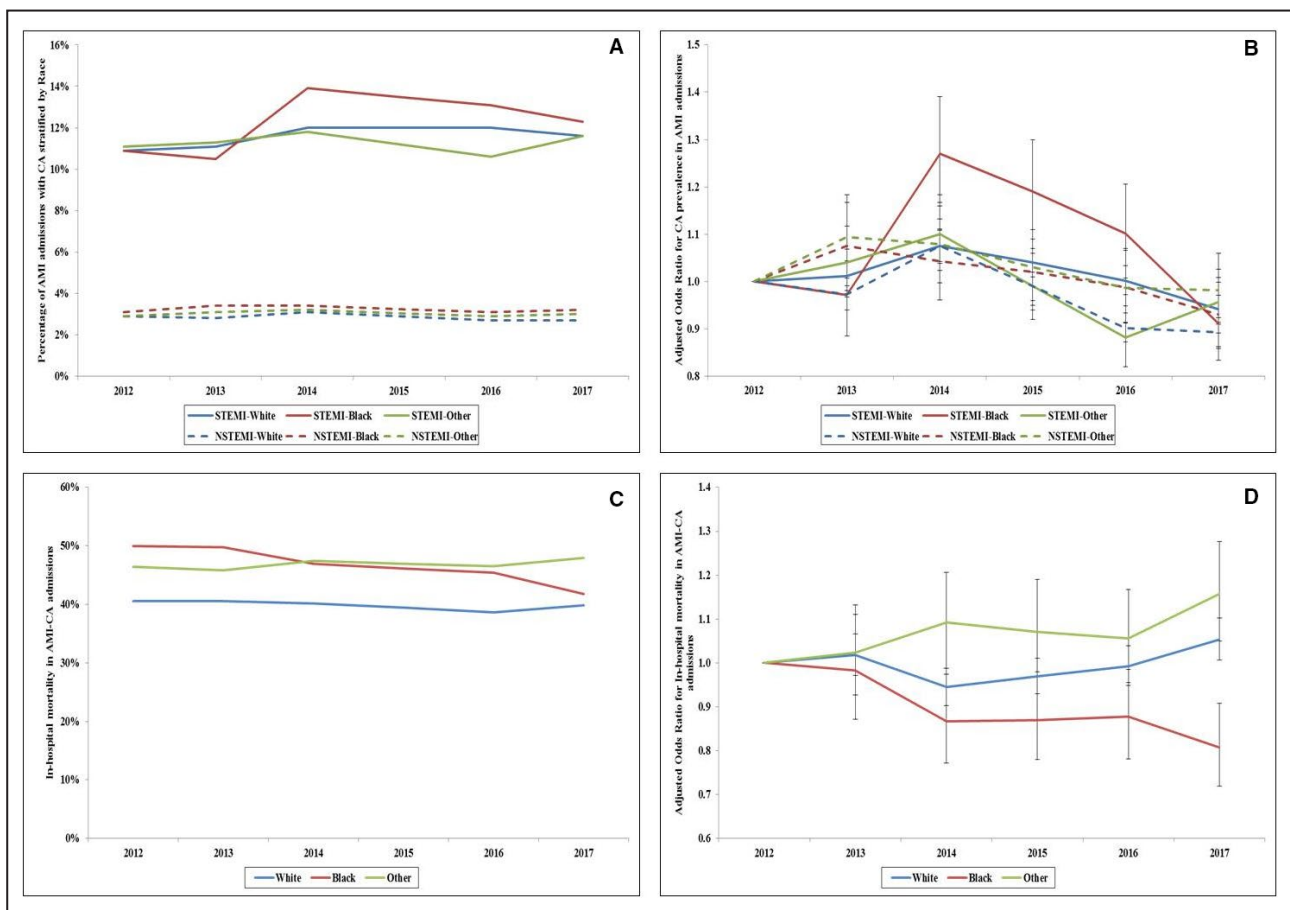 A
Percentage of AMI admissions with CA stratified by Race
16%
14%
12%
10%
8%
6%
4%
2%
0%
2012 2013 2014 2015 2016 2017
STEMI-White STEMI-Black STEMI-Other
NSTEMI-White NSTEMI-Black NSTEMI-Other
B
Adjusted Odds Ratio for CA prevalence in AMI admissions
1.5
1.4
1.3
1.2
1.1
1.0
0.9
0.8
2012 2013 2014 2015 2016 2017
STEMI-White STEMI-Black STEMI-Other
NSTEMI-White NSTEMI-Black NSTEMI-Other
C
In-hospital mortality in AMI-CA admissions
60%
50%
40%
30%
20%
10%
0%
2012 2013 2014 2015 2016 2017
White Black Other
D
Adjusted Odds Ratio for In-hospital mortality in AMI-CA
admissions
1.4
1.3
1.2
1.1
1.0
0.9
0.8
0.7
0.6
2012 2013 2014 2015 2016 2017
White Black Other